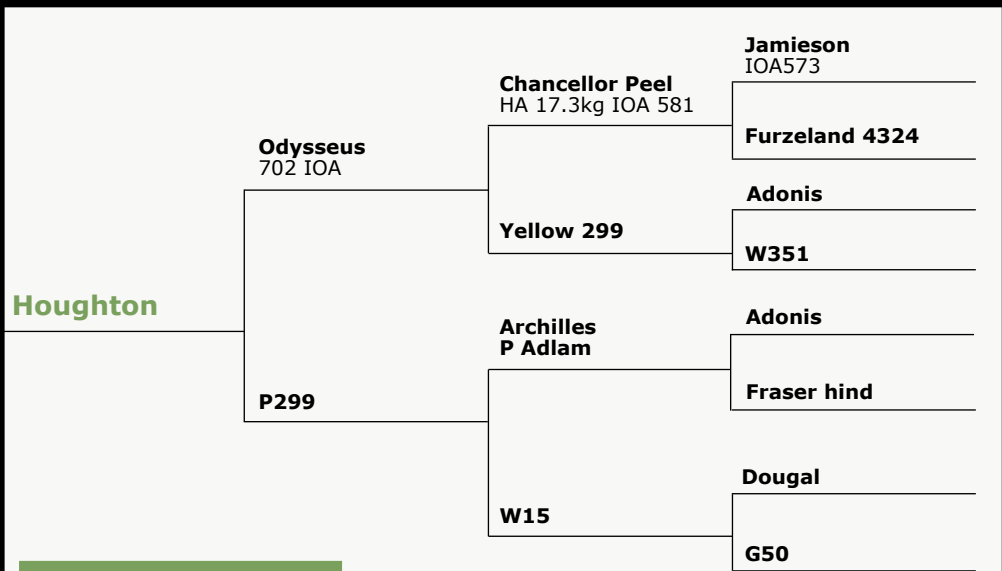 Jamieson
IOA573
Chancellor Peel
HA 17.3kg IOA 581
Furzeland 4324
Odysseus
702 IOA
Adonis
Yellow 299
W351
Houghton
Adonis
Archilles
P Adlam
Fraser hind
P299
Dougal
W15
G50